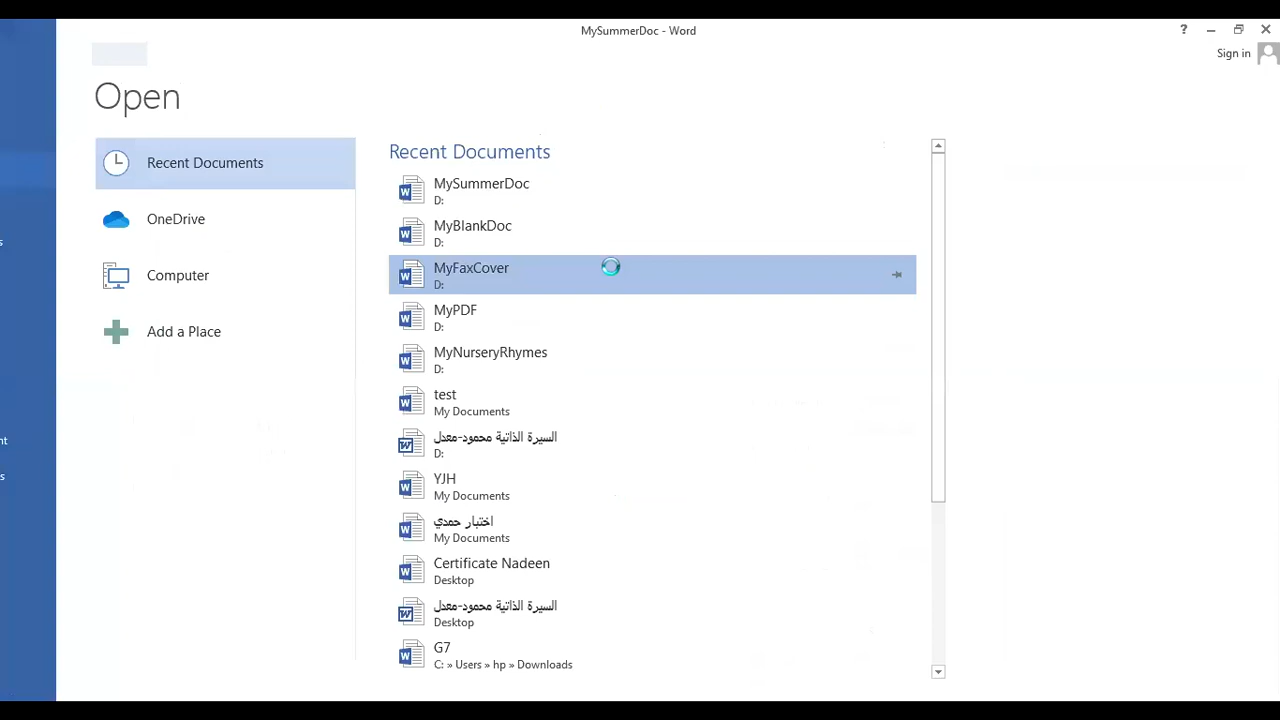 MySummerDoc - Word
?
Sign in
Open
Recent Documents
OneDrive
Computer
Add a Place
Recent Documents
MySummerDoc
D:
MyBlankDoc
D:
MyFaxCover
D:
MyPDF
D:
MyNurseryRhymes
D:
test
My Documents
السيرة الذاتية محمود-معدل
D:
YJH
My Documents
اختبار حمدي
My Documents
Certificate Nadeen
Desktop
السيرة الذاتية محمود-معدل
Desktop
G7
C: » Users » hp » Downloads
s
nt
s